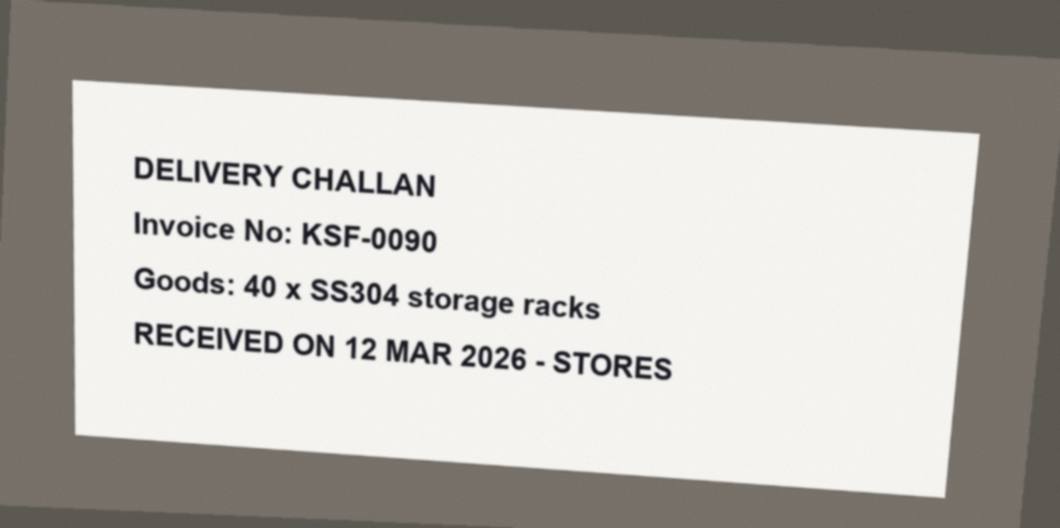 DELIVERY CHALLAN
Invoice No: KSF-0090
Goods: 40 x SS304 storage racks
RECEIVED ON 12 MAR 2026 - STORES